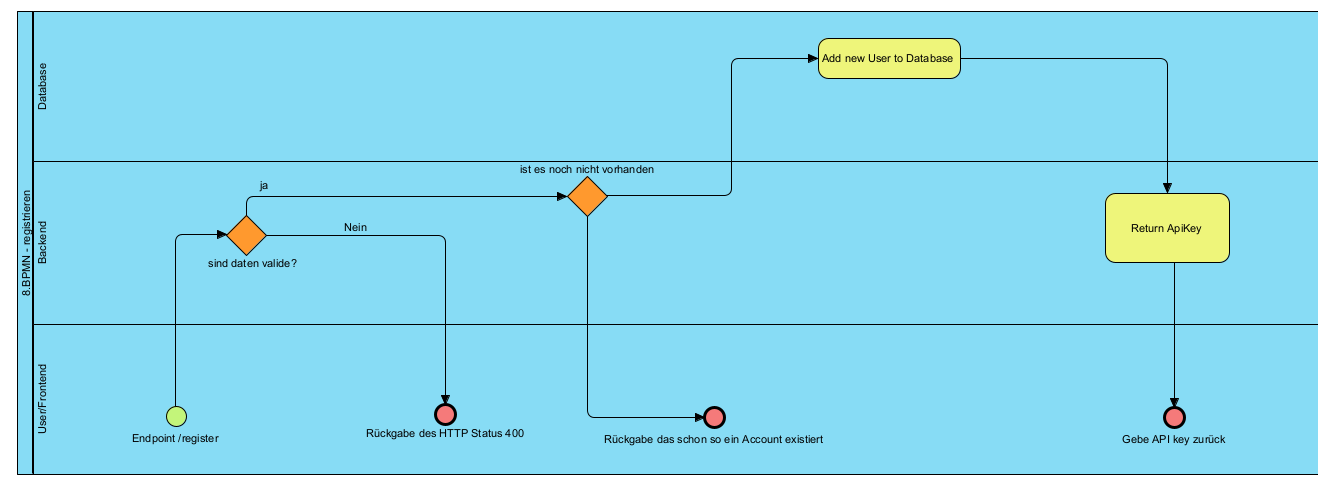 8.BPMN - registrieren
Database
Add new User to Database
Backend
ist es noch nicht vorhanden
ja
Nein
sind daten valide?
Return ApiKey
User/Frontend
Endpoint /register
Rückgabe des HTTP Status 400
Rückgabe das schon so ein Account existiert
Gebe API key zurück